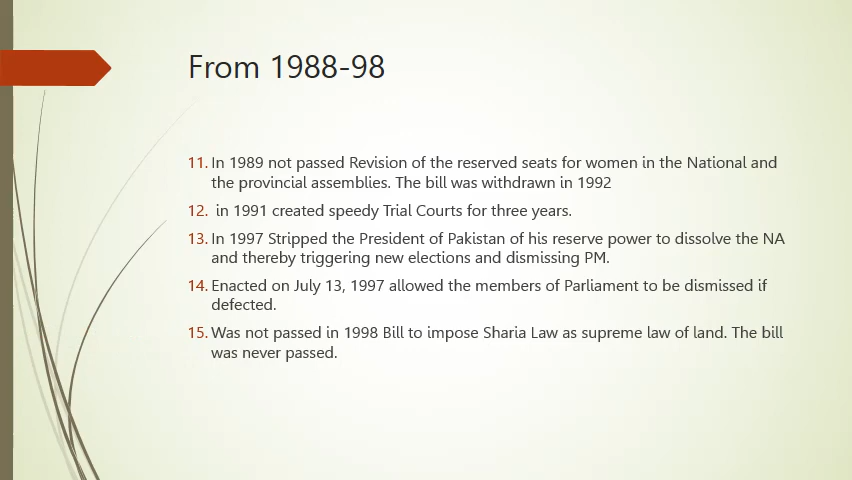 From 1988-98
11. In 1989 not passed Revision of the reserved seats for women in the National and
the provincial assemblies. The bill was withdrawn in 1992
12. in 1991 created speedy Trial Courts for three years.
13. In 1997 Stripped the President of Pakistan of his reserve power to dissolve the NA
and thereby triggering new elections and dismissing PM.
14. Enacted on July 13, 1997 allowed the members of Parliament to be dismissed if
defected.
15. Was not passed in 1998 Bill to impose Sharia Law as supreme law of land. The bill
was never passed.